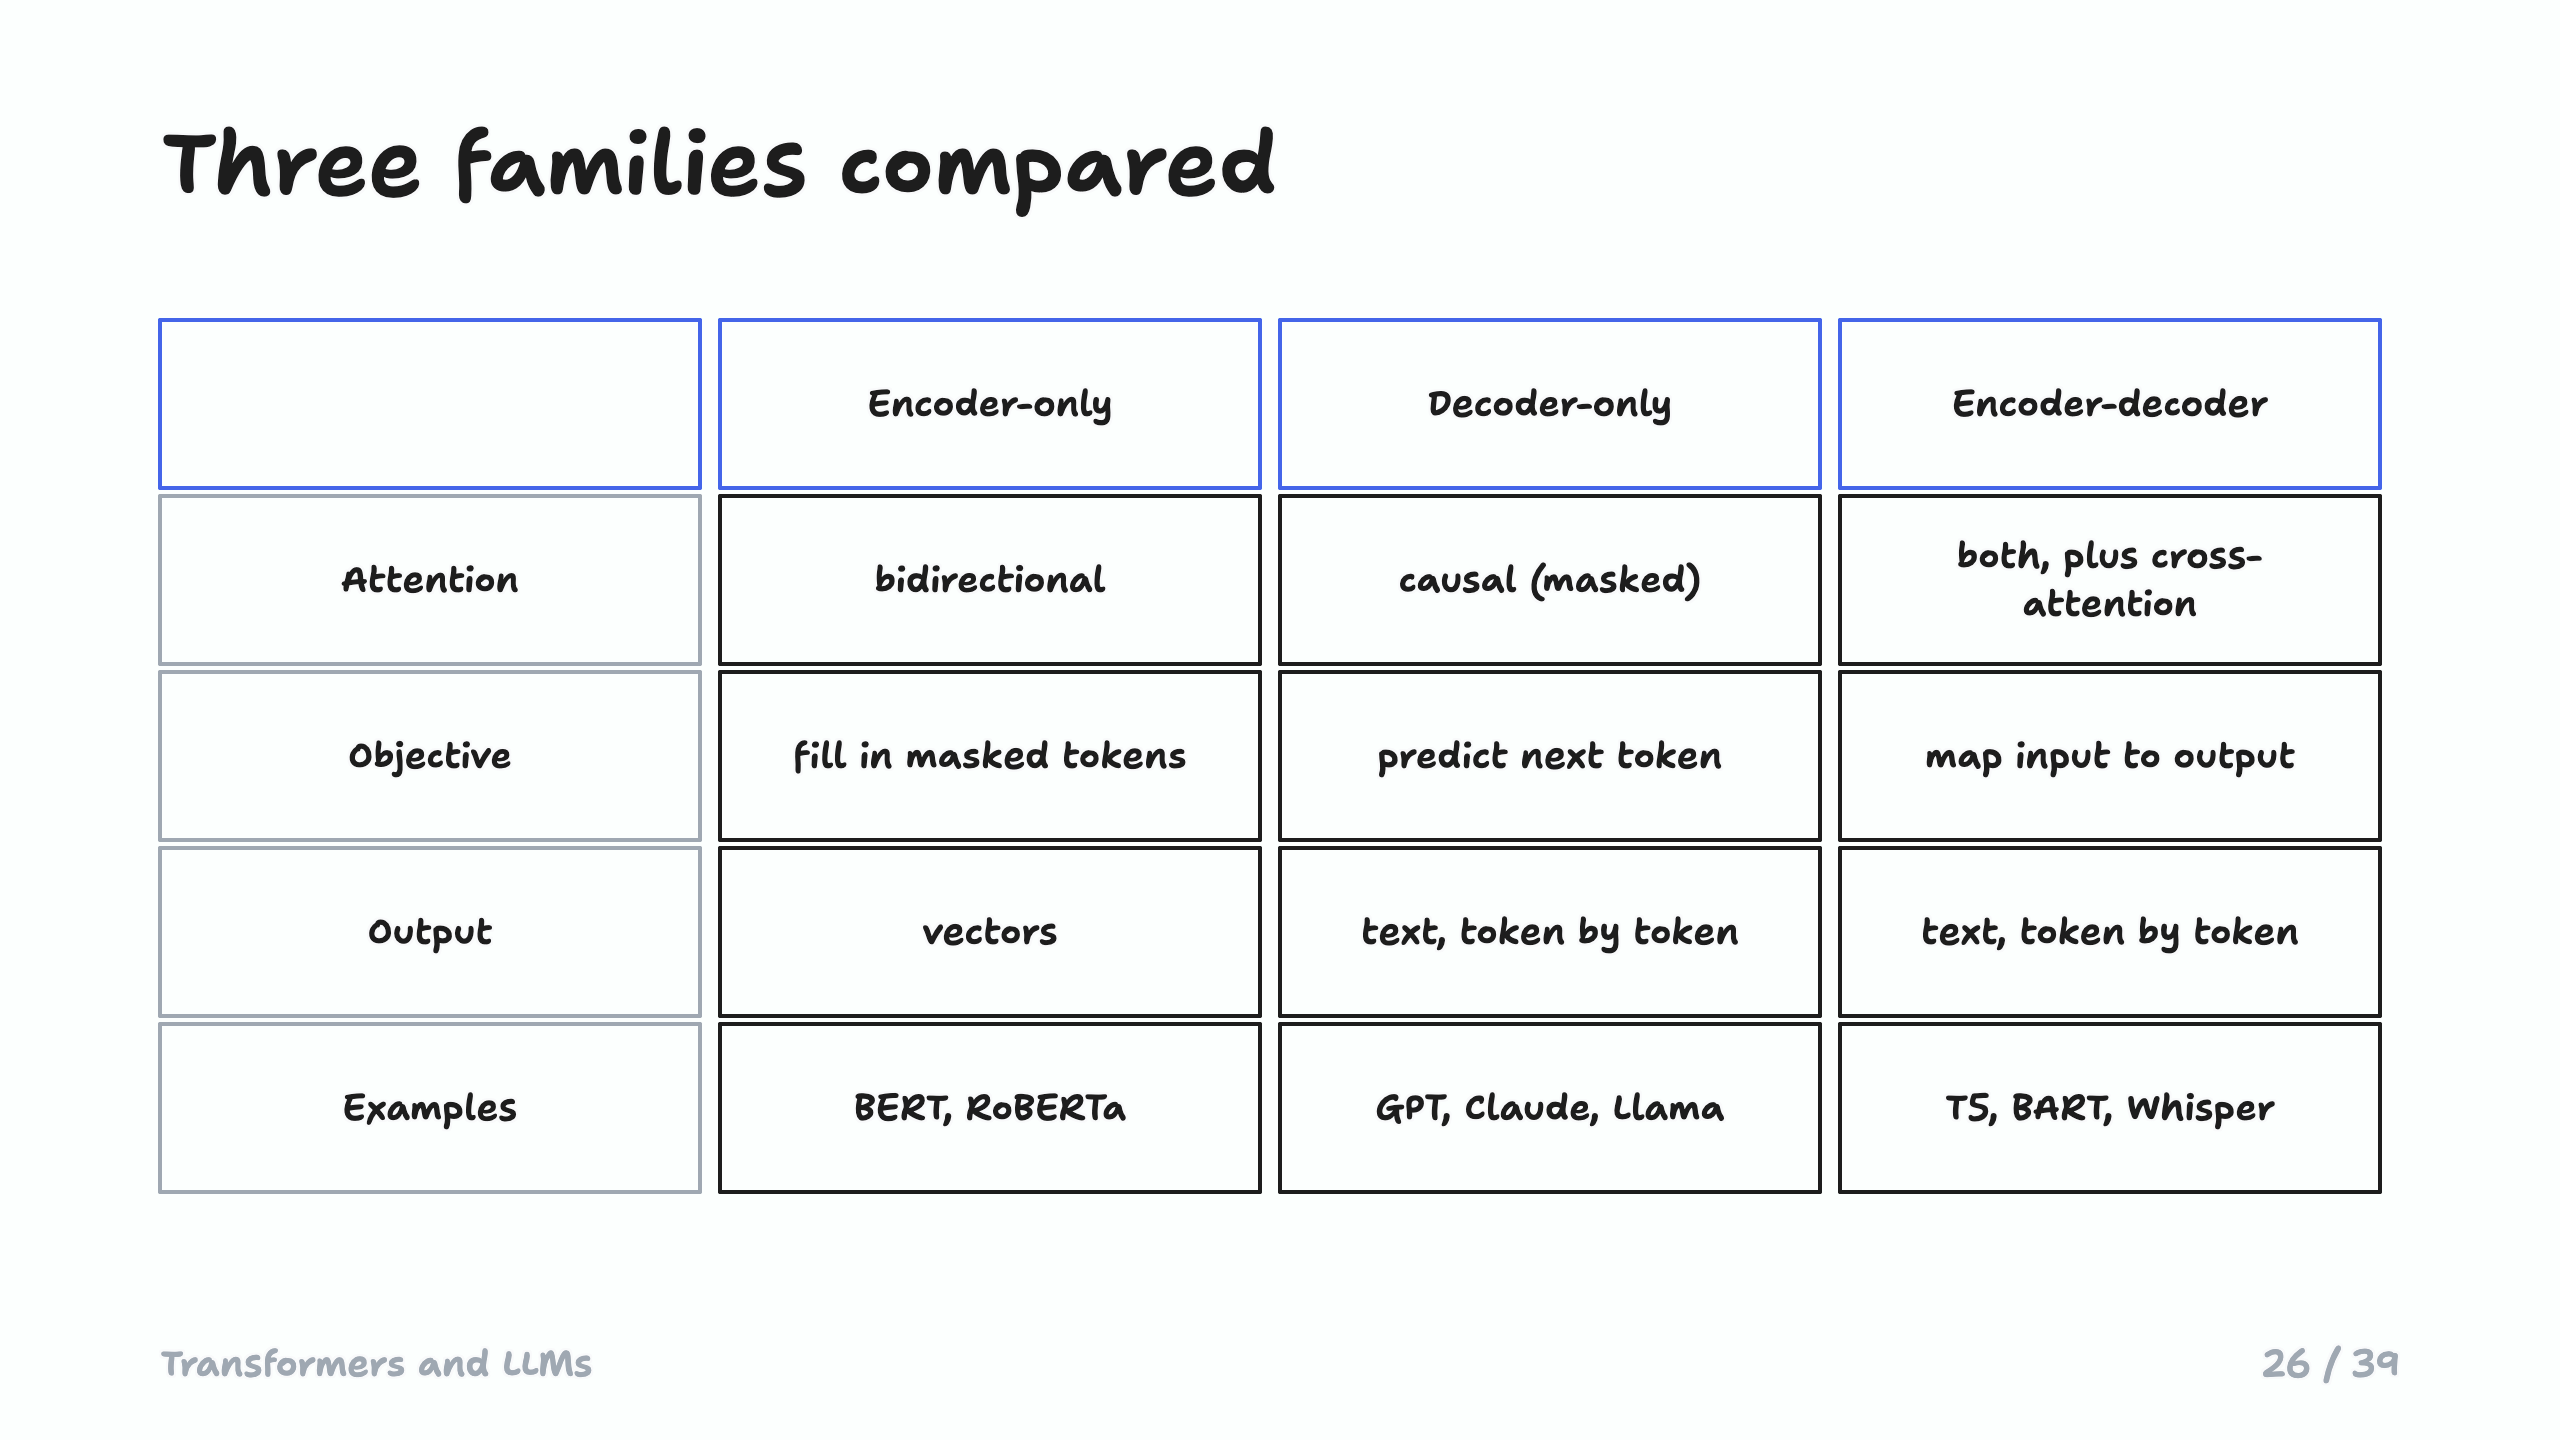 Three families compared
Encoder-only
Decoder-only
Encoder-decoder
Attention
bidirectional
causal (masked)
both, plus cross-
attention
Objective
fill in masked tokens
predict next token
map input to output
Output
vectors
text, token by token
text, token by token
Examples
BERT, RoBERTa
GPT, Claude, Llama
T5, BART, Whisper
Transformers and LLMs
26 / 39